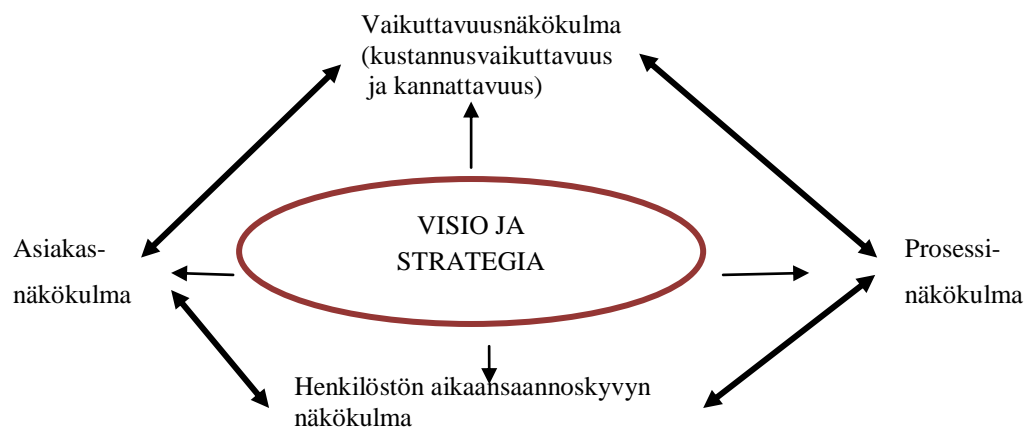 Vaikuttavuusnäkökulma
(kustannusvaikuttavuus
ja kannattavuus)
VISIO JA
STRATEGIA
Asiakas-
näkökulma
Prosessi-
näkökulma
Henkilöstön aikaansaannoskyvyn
näkökulma